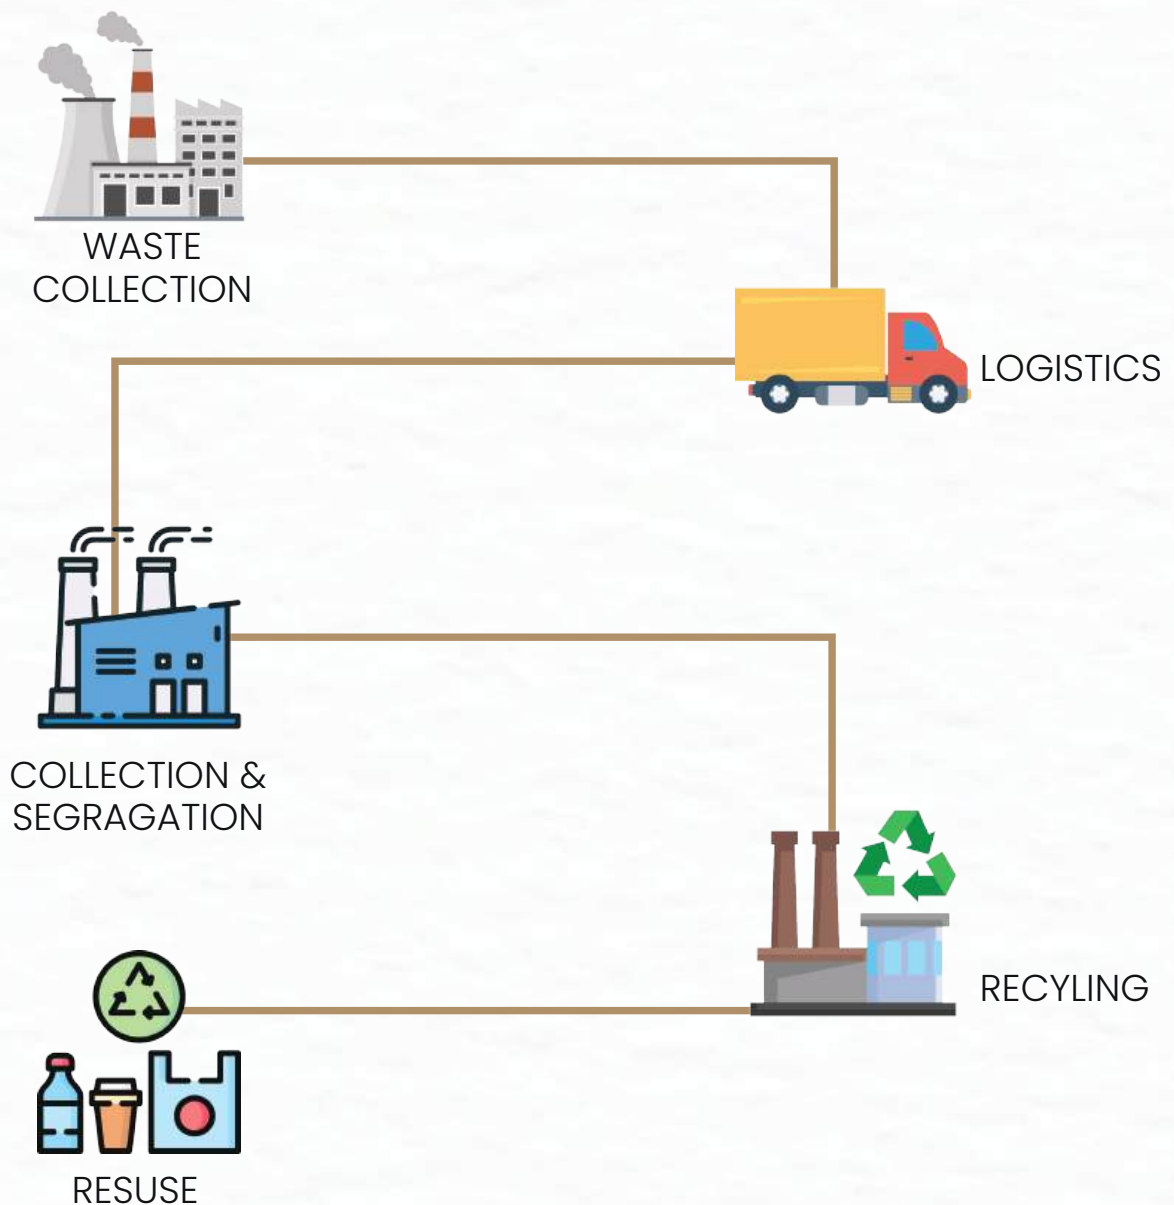 WASTE
COLLECTION
LOGISTICS
COLLECTION &
SEGRAGATION
RECYLING
RESUSE